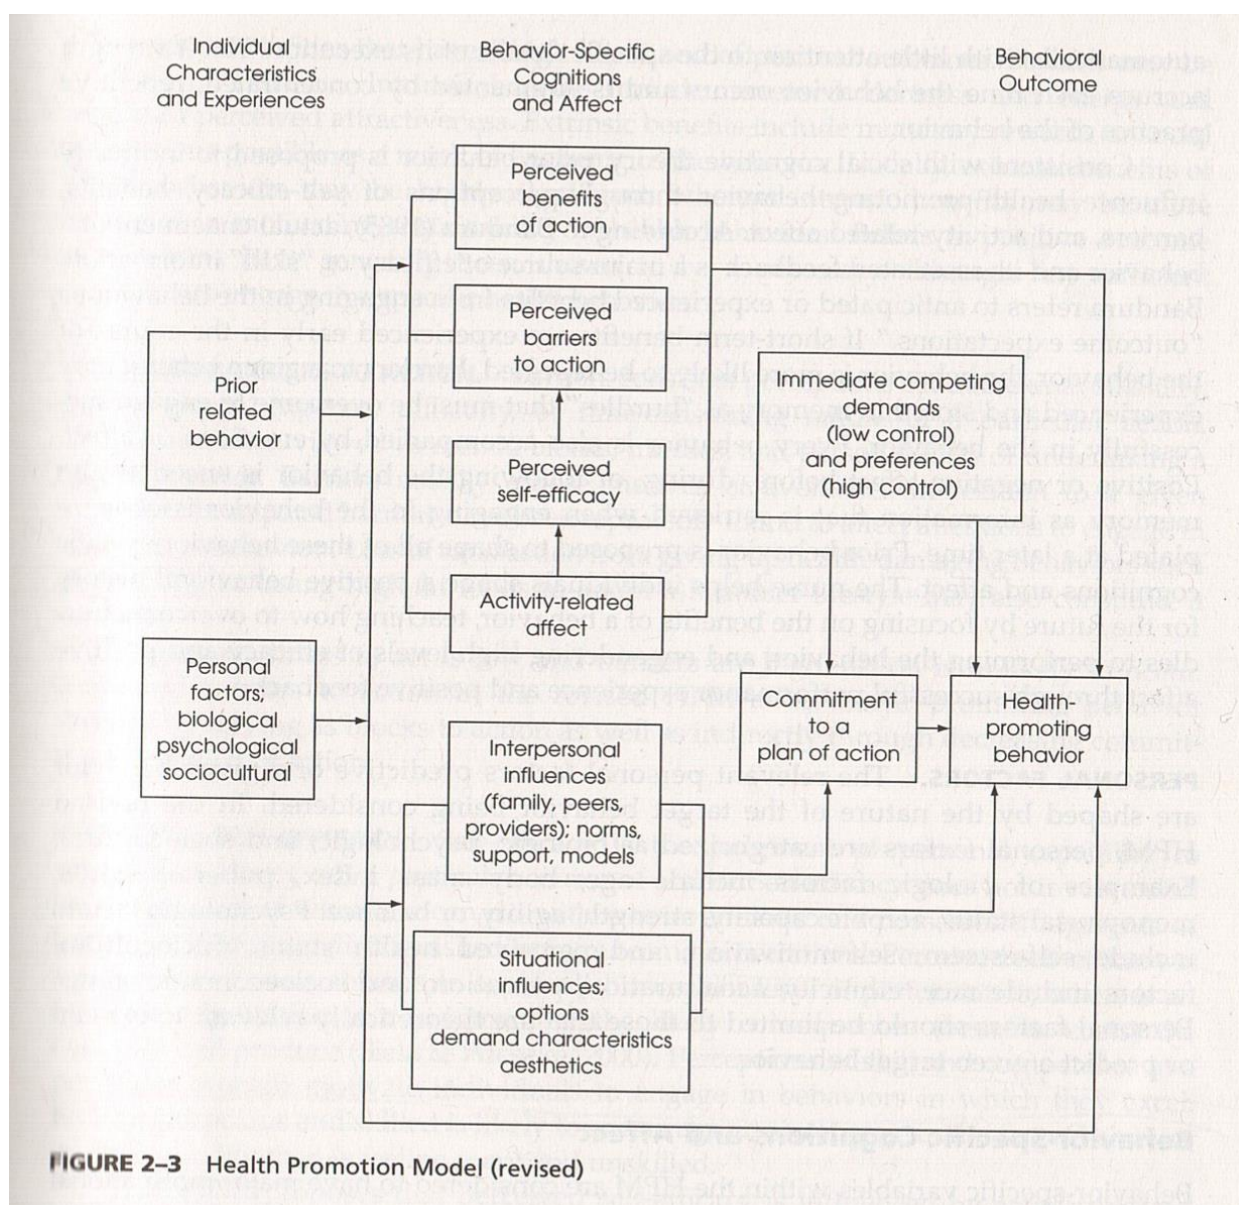 Individual
Characteristics
and Experiences
Behavior-Specific
Cognitions
and Affect
Behavioral
Outcome
Perceived
benefits
of action
Perceived
barriers
to action
Prior
related
behavior
Immediate competing
demands
(low control)
and preferences
(high control)
Perceived
self-efficacy
Activity-related
affect
Personal
factors;
biological
psychological
sociocultural
Commitment
to a
plan of action
Health-
promoting
behavior
Interpersonal
influences
(family, peers,
providers); norms,
support, models
Situational
influences;
options
demand characteristics
aesthetics
FIGURE 2–3 Health Promotion Model (revised)